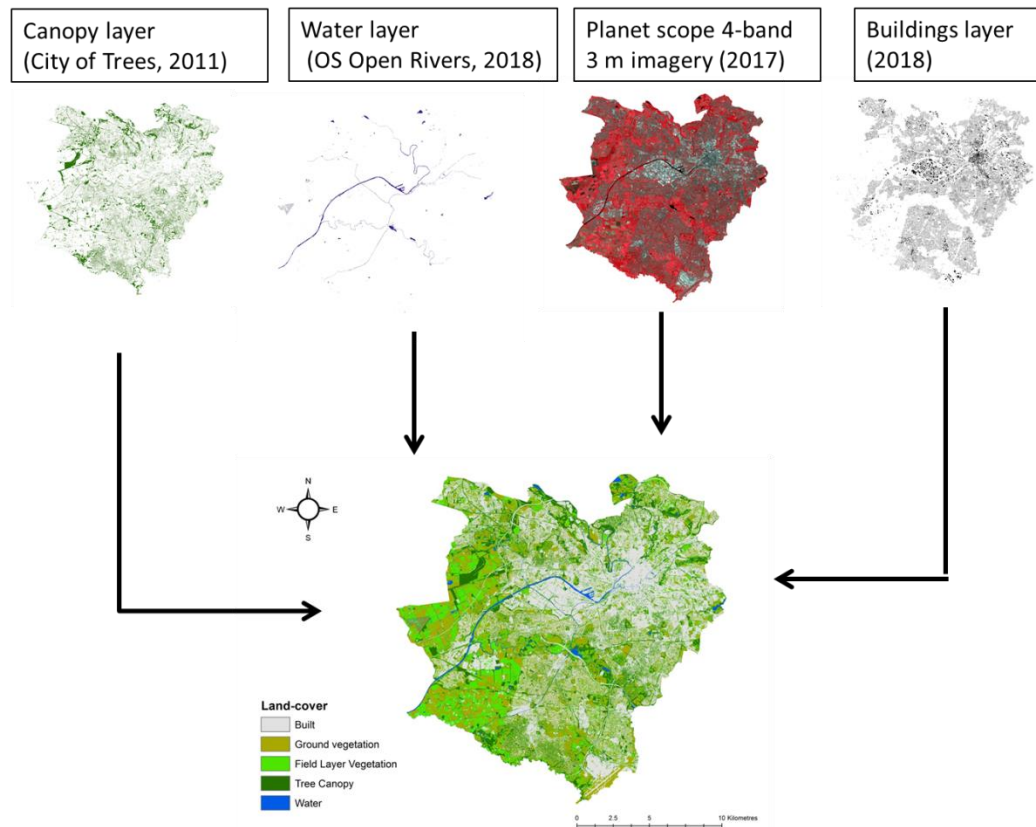 Canopy layer
(City of Trees, 2011)
Water layer
(OS Open Rivers, 2018)
Planet scope 4-band
3 m imagery (2017)
Buildings layer
(2018)
N
W E
S
Land-cover
Built
Ground vegetation
Field Layer Vegetation
Tree Canopy
Water
0 2.5 5 10 Kilometres